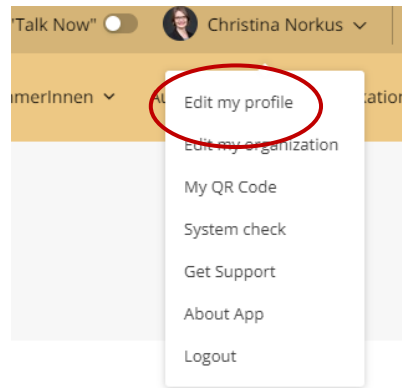 "Talk Now" Christina Norkus
merInnen
Edit my profile
Edit my organization
My QR Code
System check
Get Support
About App
Logout